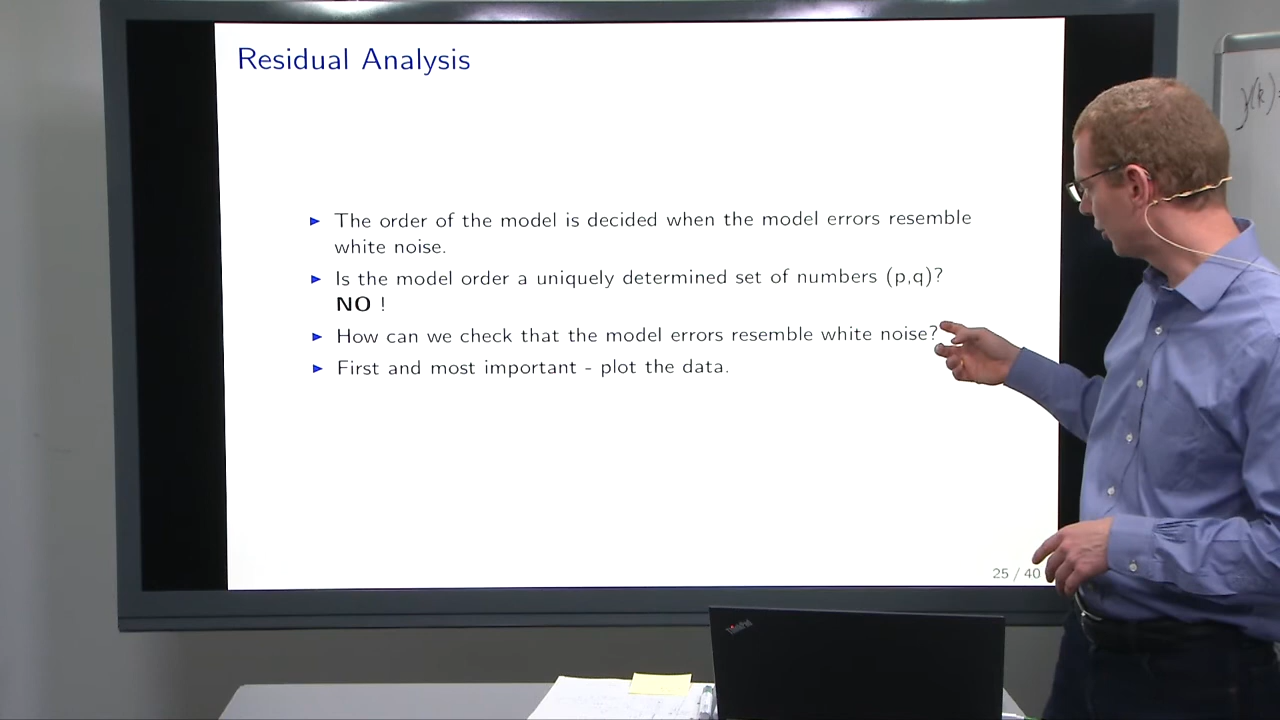 Residual Analysis
► The order of the model is decided when the model errors resemble
white noise.
► Is the model order a uniquely determined set of numbers (p,q)?
NO !
► How can we check that the model errors resemble white noise?
► First and most important - plot the data.
25 / 40
ThinkPad